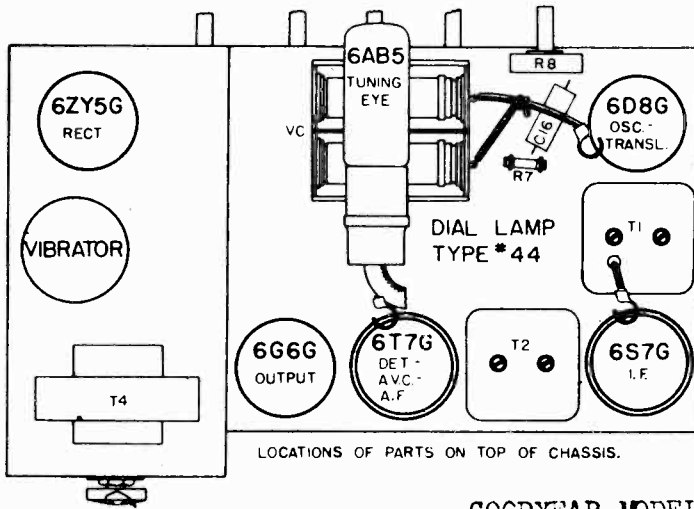 6AB5
TUNING
EYE
R8
6ZY5G
RECT
VC
C16
6D8G
OSC.-
TRANSL.
R7
VIBRATOR
DIAL LAMP
TYPE #44
T1
6G6G
OUTPUT
6T7G
DET-
A.V.C.-
A.F.
T2
6S7G
I.F.
T4
LOCATIONS OF PARTS ON TOP OF CHASSIS.